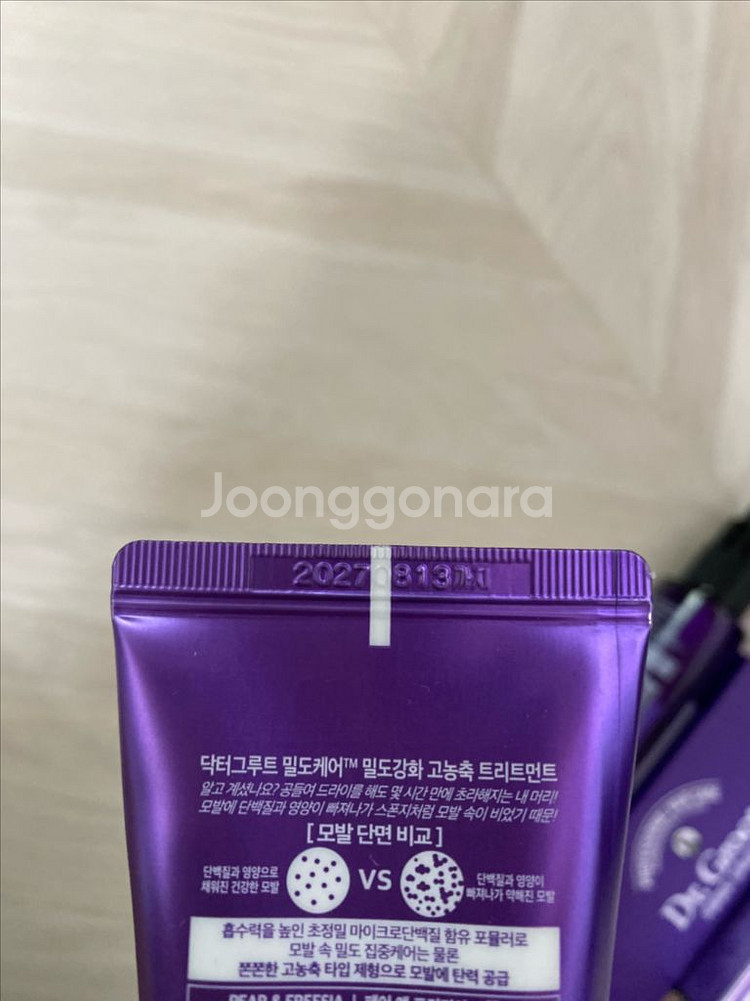 Joonggonara
20270813
닥터그루트 밀도케어™ 밀도강화 고농축 트리트먼트
알고 계셨나요? 공들여 드라이를 해도 몇 시간 만에 초라해지는 내 머리!
모발에 단백질과 영양이 빠져나가 스폰지처럼 모발 속이 비었기 때문!
[ 모발 단면 비교 ]
단백질과 영양으로
채워진 건강한 모발
VS
단백질과 영양이
빠져나가 약해진 모발
흡수력을 높인 초정밀 마이크로단백질 함유 포뮬러로
모발 속 밀도 집중케어는 물론
쫀쫀한 고농축 타입 제형으로 모발에 탄력 공급
PEAR & FREESIA |
Dr.